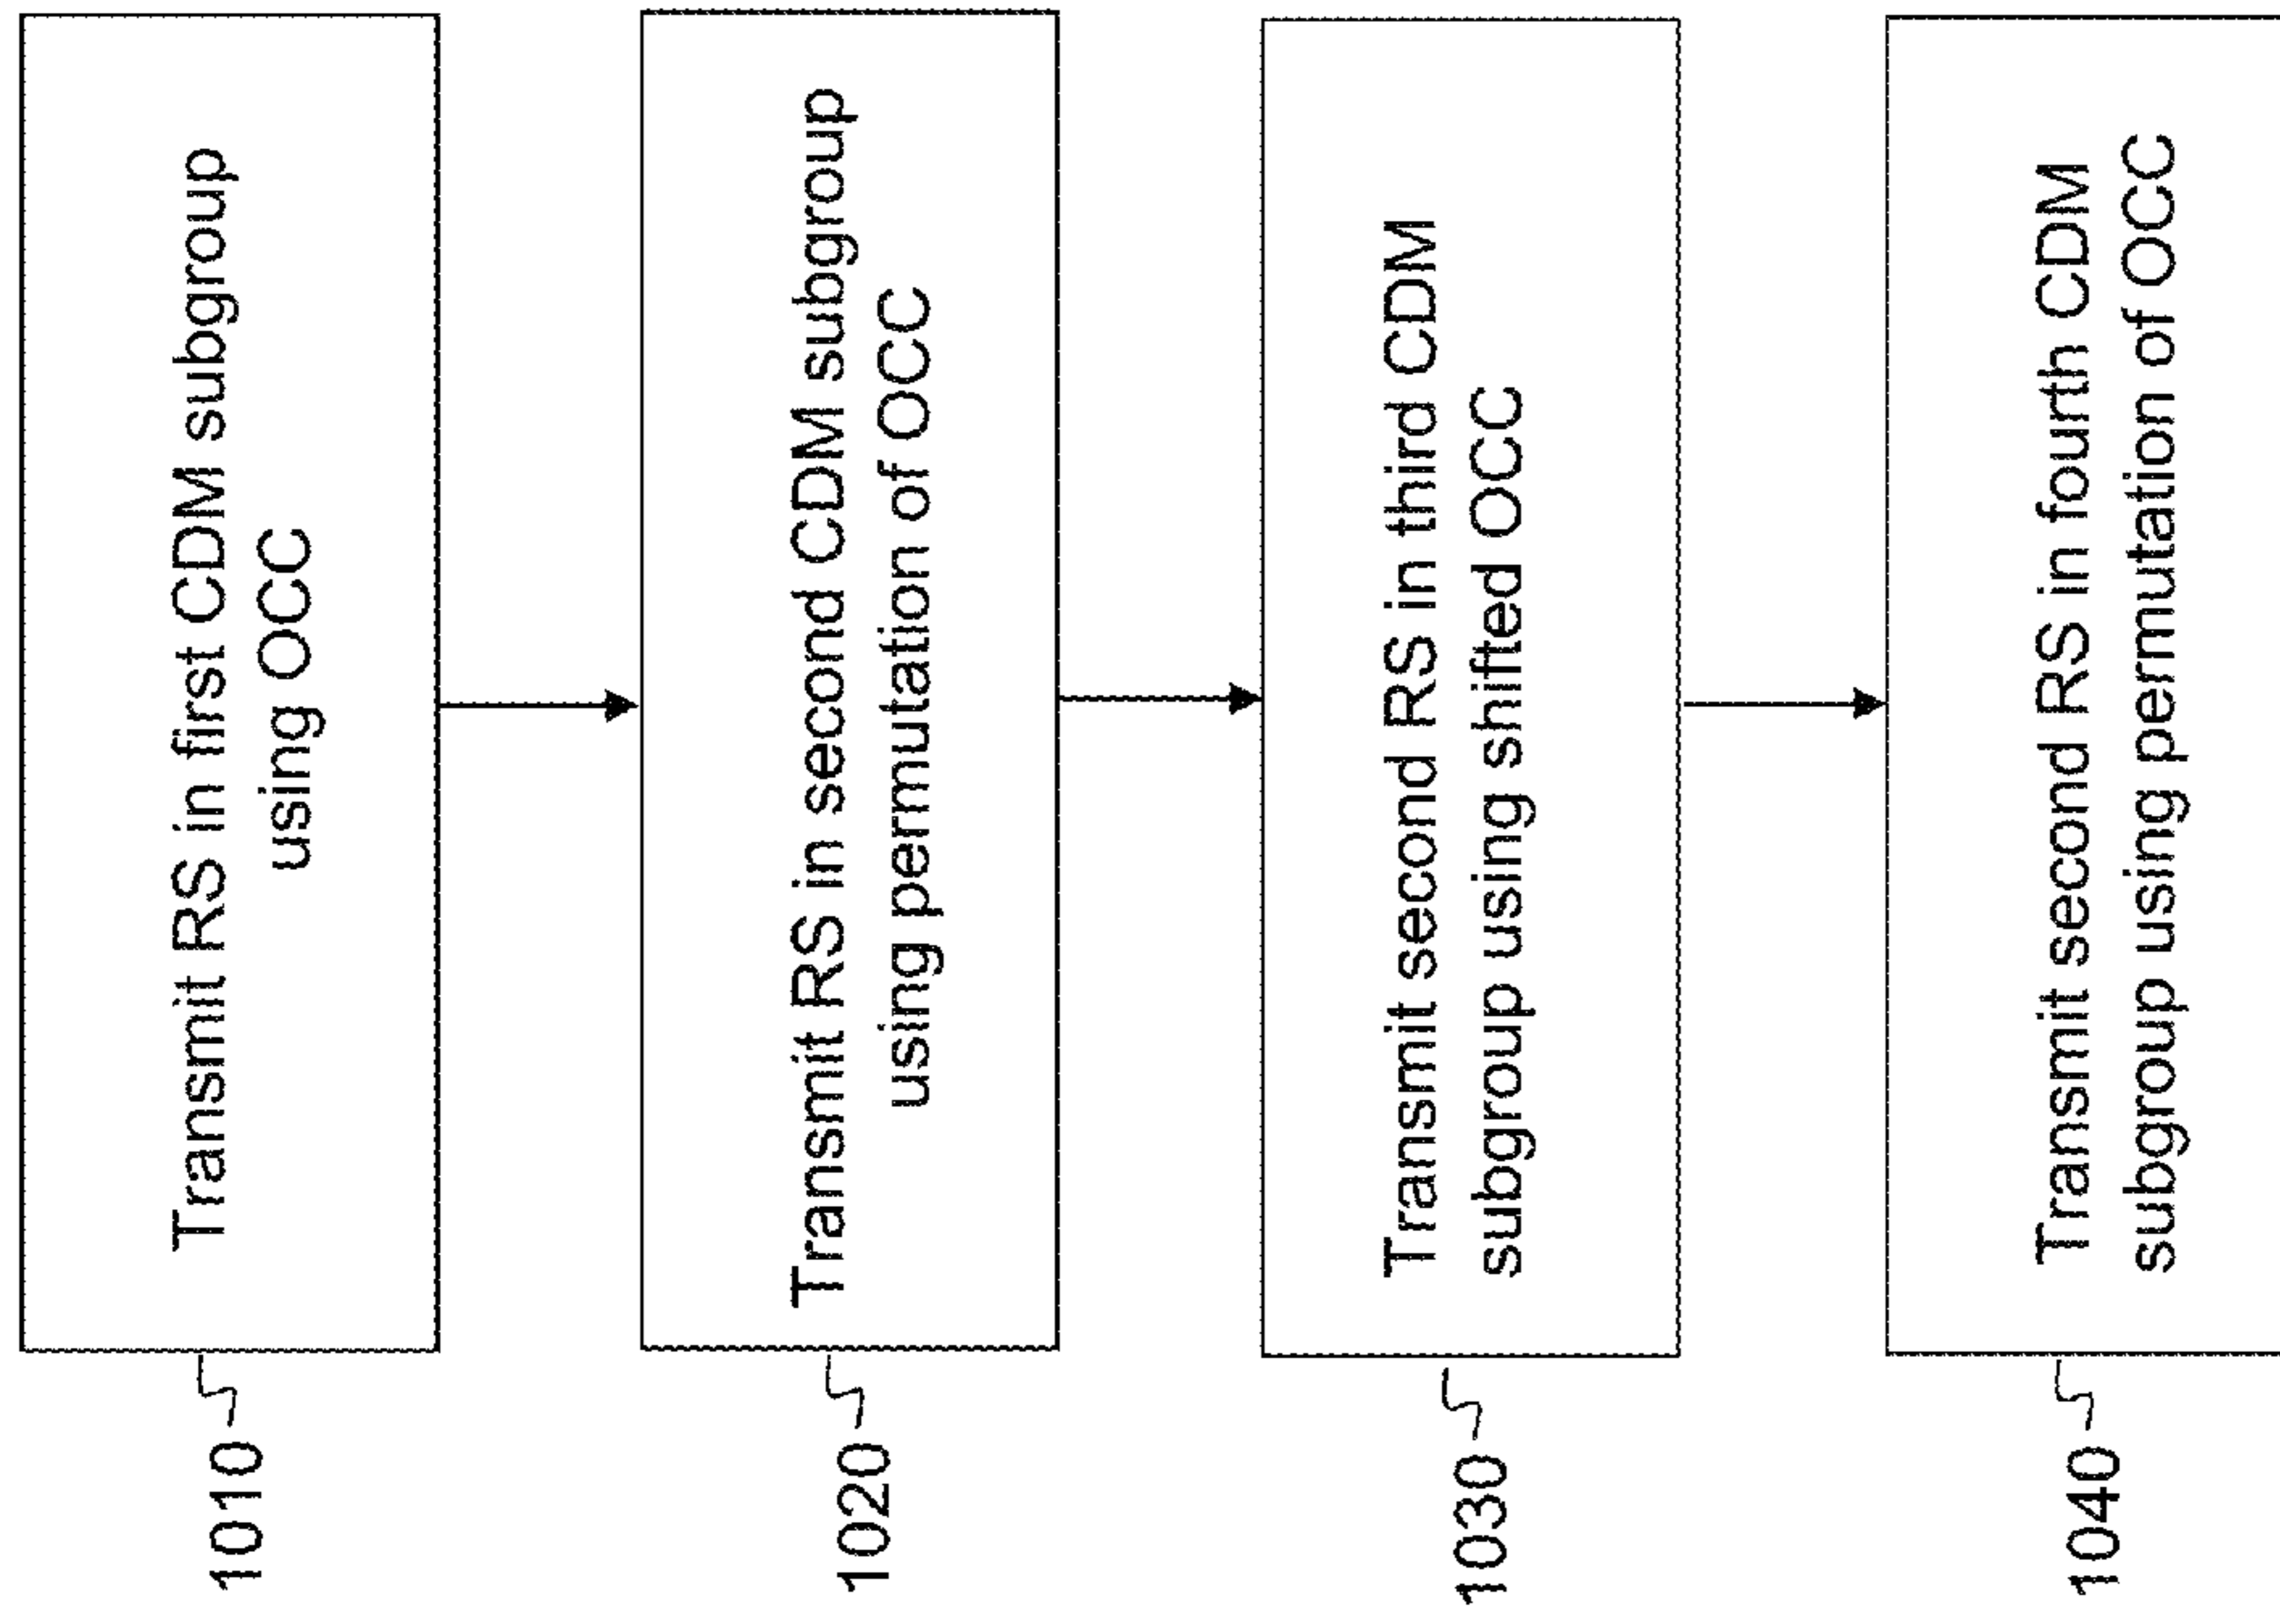 1010
Transmit RS in first CDM subgroup
using OCC
1020
Transmit RS in second CDM subgroup
using permutation of OCC
1030
Transmit second RS in third CDM
subgroup using shifted OCC
1040
Transmit second RS in fourth CDM
subgroup using permutation of OCC